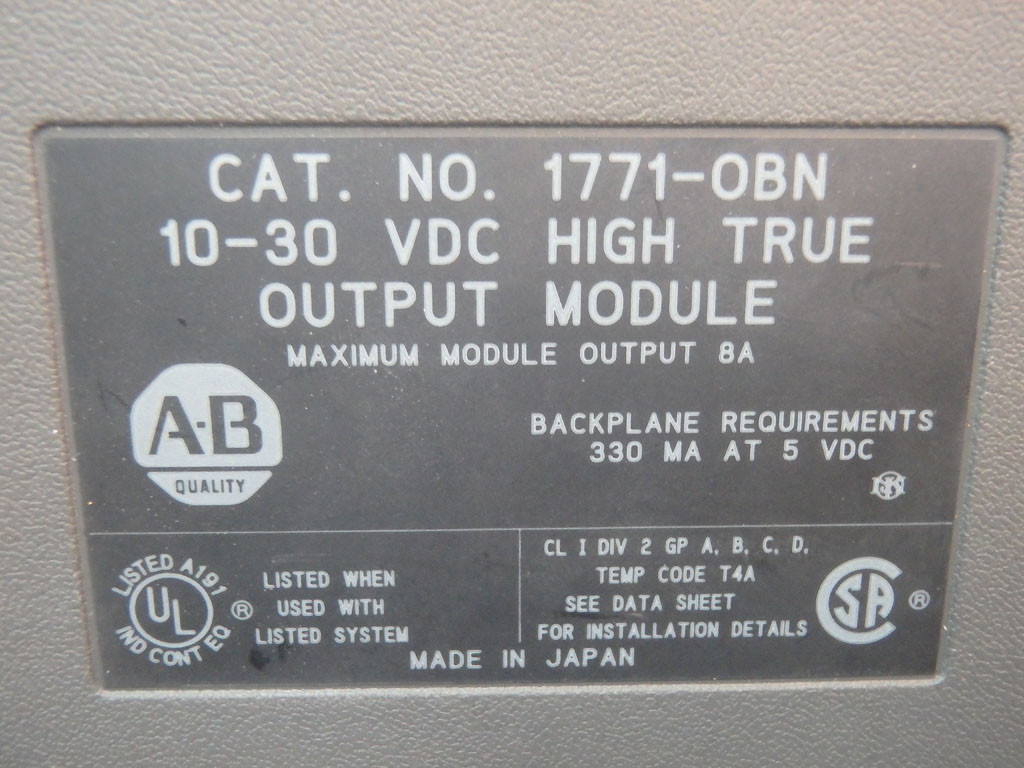 CAT. NO. 1771-OBN
10-30 VDC HIGH TRUE
OUTPUT MODULE
MAXIMUM MODULE OUTPUT 8A
A-B
QUALITY
BACKPLANE REQUIREMENTS
330 MA AT 5 VDC
LISTED A191
UL
®
IND CONT EQ
LISTED WHEN
USED WITH
LISTED SYSTEM
CL I DIV 2 GP A, B, C, D,
TEMP CODE T4A
SEE DATA SHEET
FOR INSTALLATION DETAILS
SA ®
MADE IN JAPAN